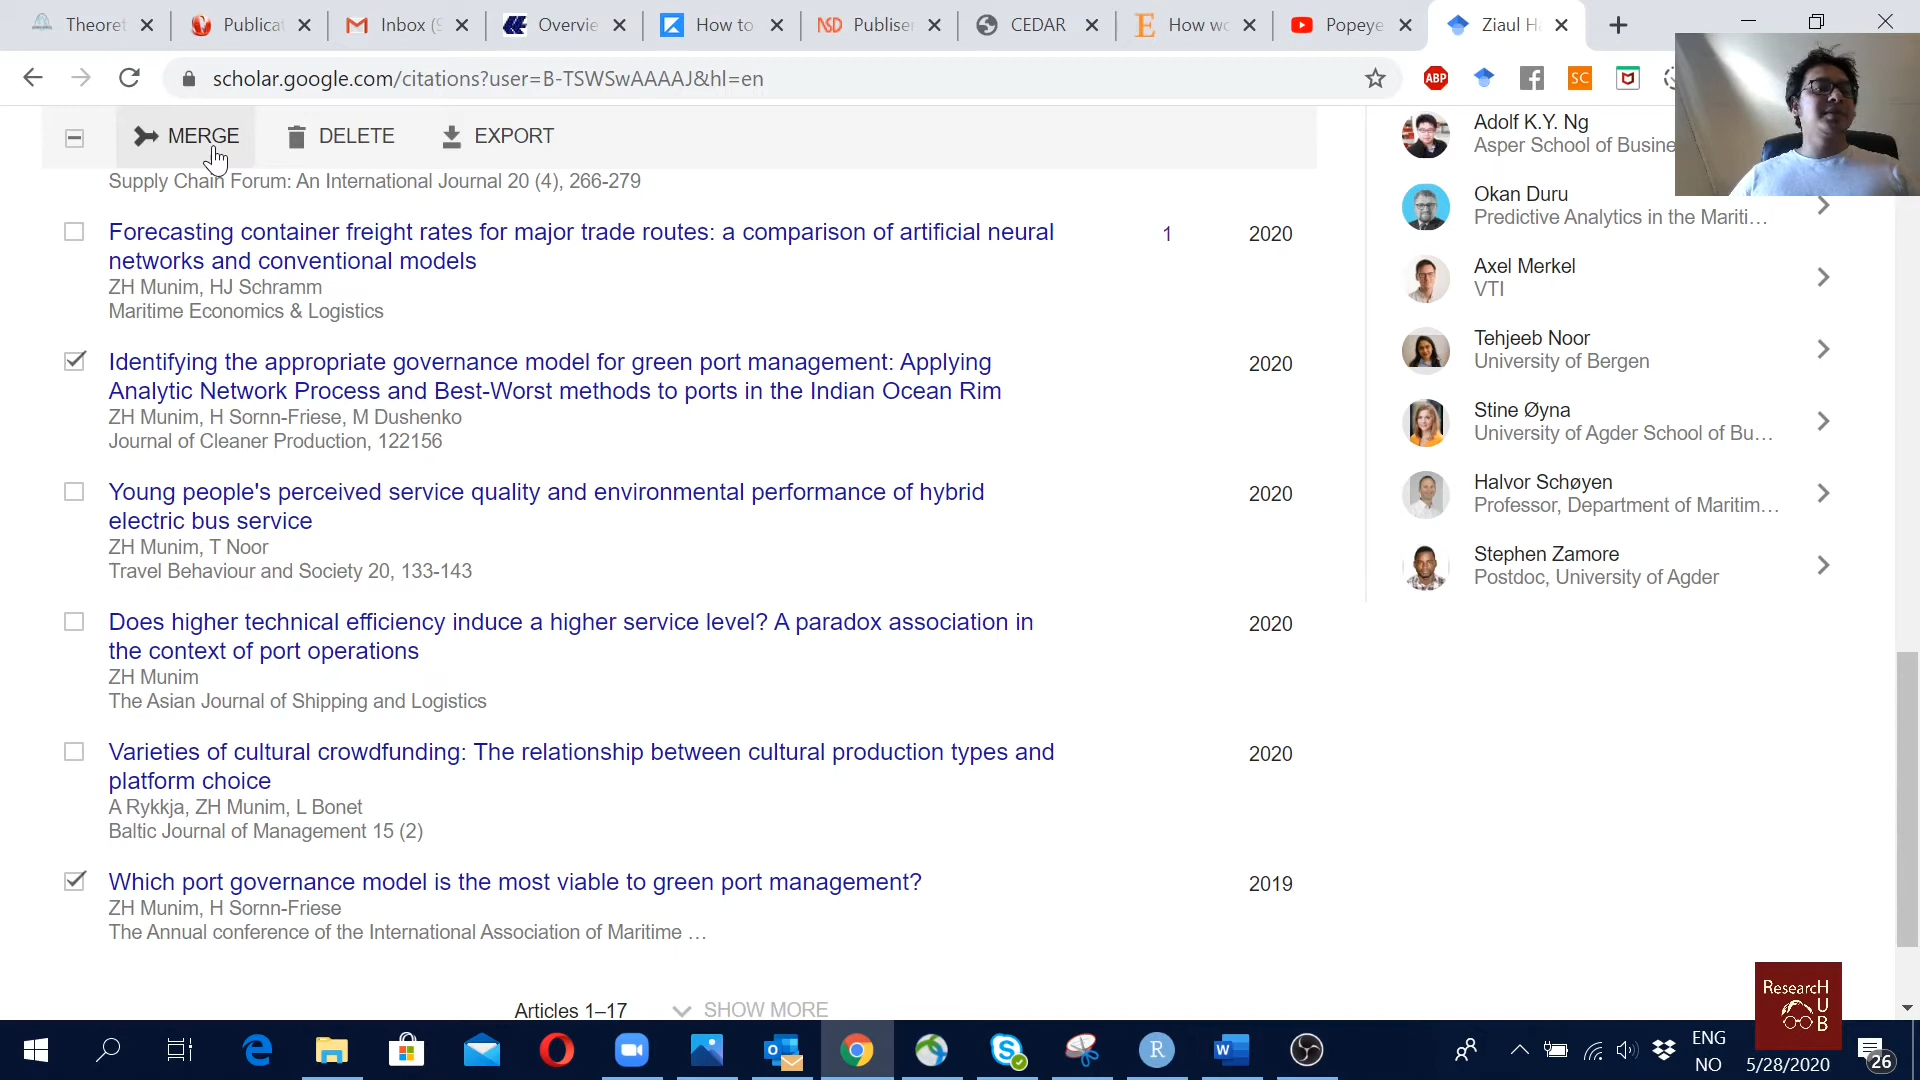 Theoret
Publicat
Inbox (9
Overvie
How to
NSD Publiser
CEDAR
E How wo
Popeye
Ziaul Ha
scholar.google.com/citations?user=B-TSWSwAAAAJ&hl=en
ABP
SC
MERGE DELETE EXPORT
Supply Chain Forum: An International Journal 20 (4), 266-279
Forecasting container freight rates for major trade routes: a comparison of artificial neural 1 2020
networks and conventional models
ZH Munim, HJ Schramm
Maritime Economics & Logistics
Identifying the appropriate governance model for green port management: Applying 2020
Analytic Network Process and Best-Worst methods to ports in the Indian Ocean Rim
ZH Munim, H Sornn-Friese, M Dushenko
Journal of Cleaner Production, 122156
Young people's perceived service quality and environmental performance of hybrid 2020
electric bus service
ZH Munim, T Noor
Travel Behaviour and Society 20, 133-143
Does higher technical efficiency induce a higher service level? A paradox association in 2020
the context of port operations
ZH Munim
The Asian Journal of Shipping and Logistics
Varieties of cultural crowdfunding: The relationship between cultural production types and 2020
platform choice
A Rykkja, ZH Munim, L Bonet
Baltic Journal of Management 15 (2)
Which port governance model is the most viable to green port management? 2019
ZH Munim, H Sornn-Friese
The Annual conference of the International Association of Maritime …
Articles 1–17 SHOW MORE
Adolf K.Y. Ng
Asper School of Busine
Okan Duru
Predictive Analytics in the Mariti…
Axel Merkel
VTI
Tehjeeb Noor
University of Bergen
Stine Øyna
University of Agder School of Bu…
Halvor Schøyen
Professor, Department of Maritim…
Stephen Zamore
Postdoc, University of Agder
ResearcH
U
B
ENG
NO
5/28/2020
26